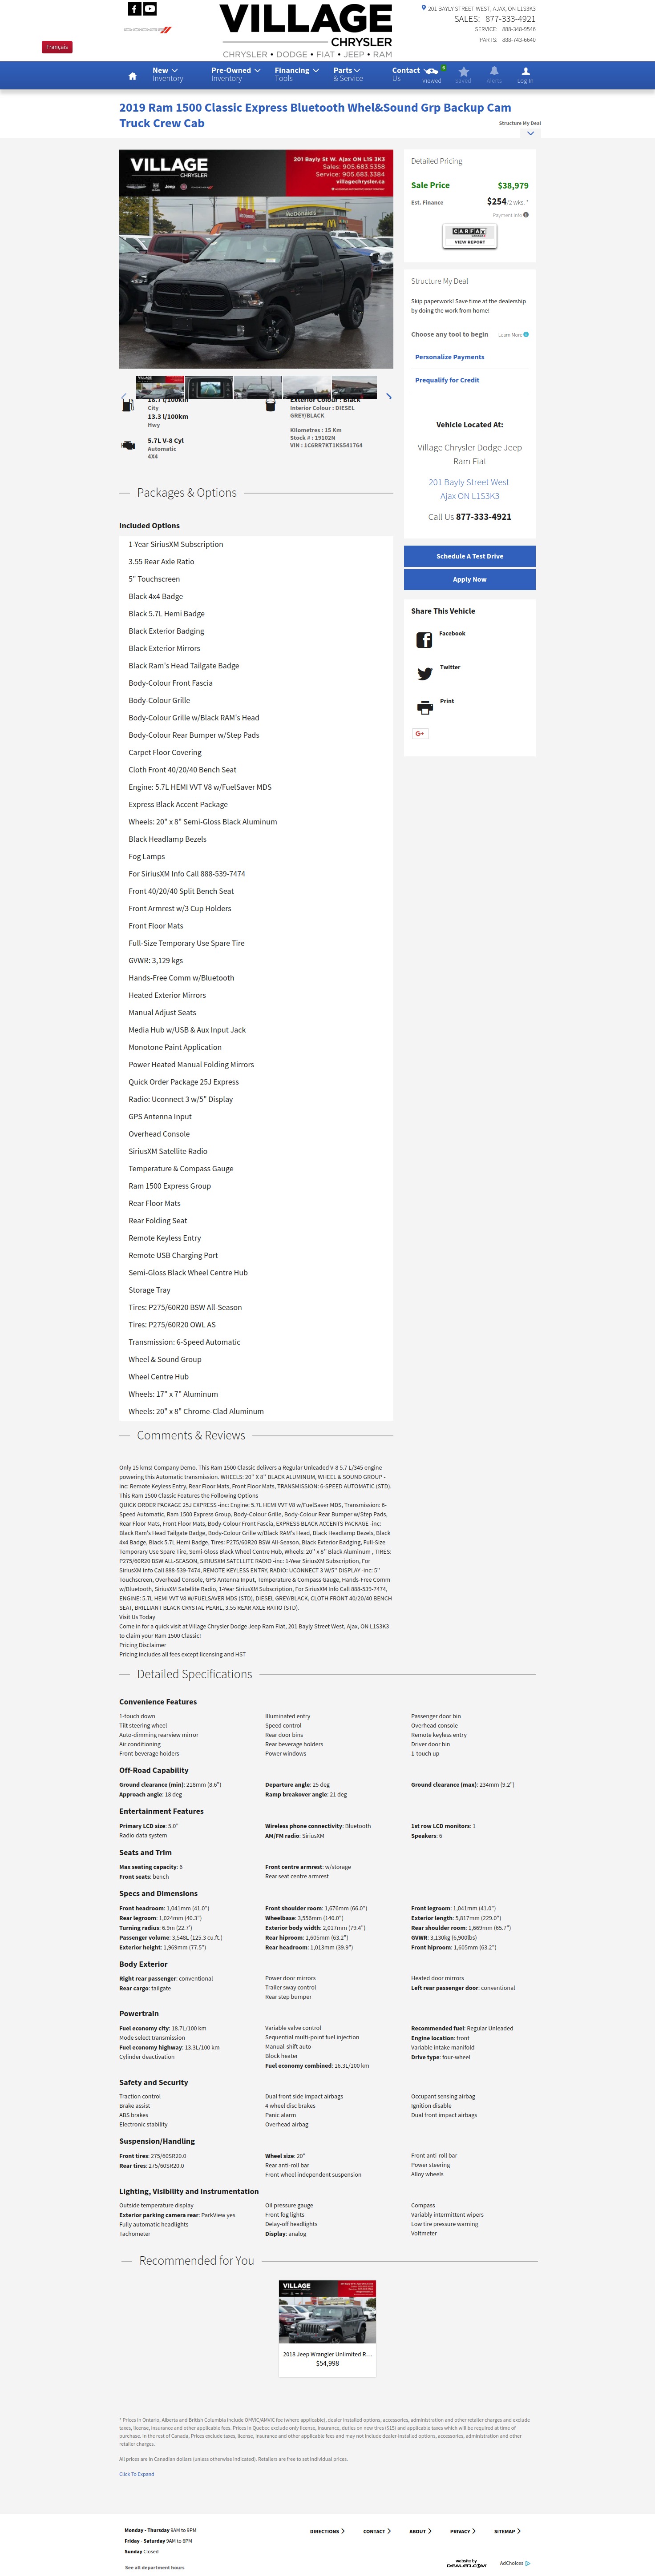 Français
DODGE
VILLAGE
CHRYSLER
CHRYSLER • DODGE • FIAT • JEEP • RAM
201 BAYLY STREET WEST, AJAX, ON L1S3K3
SALES: 877-333-4921
SERVICE: 888-348-9546
PARTS: 888-743-6640
New
Inventory
Pre-Owned
Inventory
Financing
Tools
Parts
& Service
Contact
Us
Viewed
Saved
Alerts
Log In
2019 Ram 1500 Classic Express Bluetooth Whel&Sound Grp Backup Cam
Truck Crew Cab
Structure My Deal
VILLAGE
CHRYSLER
201 Bayly St W. Ajax ON L1S 3K3
Sales: 905.683.5358
Service: 905.683.3384
villagechrysler.ca
McDonald's
18.7 l/100km
City
13.3 l/100km
Hwy
5.7L V-8 Cyl
Automatic
4X4
Exterior Colour : Black
Interior Colour : DIESEL
GREY/BLACK
Kilometres : 15 Km
Stock # : 19102N
VIN : 1C6RR7KT1KS541764
Detailed Pricing
Sale Price $38,979
Est. Finance $254/2 wks. *
Payment Info
CARFAX
CANADA
VIEW REPORT
Structure My Deal
Skip paperwork! Save time at the dealership
by doing the work from home!
Choose any tool to begin Learn More
Personalize Payments
Prequalify for Credit
Vehicle Located At:
Village Chrysler Dodge Jeep
Ram Fiat
201 Bayly Street West
Ajax ON L1S3K3
Call Us 877-333-4921
Schedule A Test Drive
Apply Now
Share This Vehicle
Facebook
Twitter
Print
G+
Packages & Options
Included Options
1-Year SiriusXM Subscription
3.55 Rear Axle Ratio
5" Touchscreen
Black 4x4 Badge
Black 5.7L Hemi Badge
Black Exterior Badging
Black Exterior Mirrors
Black Ram's Head Tailgate Badge
Body-Colour Front Fascia
Body-Colour Grille
Body-Colour Grille w/Black RAM's Head
Body-Colour Rear Bumper w/Step Pads
Carpet Floor Covering
Cloth Front 40/20/40 Bench Seat
Engine: 5.7L HEMI VVT V8 w/FuelSaver MDS
Express Black Accent Package
Wheels: 20" x 8" Semi-Gloss Black Aluminum
Black Headlamp Bezels
Fog Lamps
For SiriusXM Info Call 888-539-7474
Front 40/20/40 Split Bench Seat
Front Armrest w/3 Cup Holders
Front Floor Mats
Full-Size Temporary Use Spare Tire
GVWR: 3,129 kgs
Hands-Free Comm w/Bluetooth
Heated Exterior Mirrors
Manual Adjust Seats
Media Hub w/USB & Aux Input Jack
Monotone Paint Application
Power Heated Manual Folding Mirrors
Quick Order Package 25J Express
Radio: Uconnect 3 w/5" Display
GPS Antenna Input
Overhead Console
SiriusXM Satellite Radio
Temperature & Compass Gauge
Ram 1500 Express Group
Rear Floor Mats
Rear Folding Seat
Remote Keyless Entry
Remote USB Charging Port
Semi-Gloss Black Wheel Centre Hub
Storage Tray
Tires: P275/60R20 BSW All-Season
Tires: P275/60R20 OWL AS
Transmission: 6-Speed Automatic
Wheel & Sound Group
Wheel Centre Hub
Wheels: 17" x 7" Aluminum
Wheels: 20" x 8" Chrome-Clad Aluminum
Comments & Reviews
Only 15 kms! Company Demo. This Ram 1500 Classic delivers a Regular Unleaded V-8 5.7 L/345 engine
powering this Automatic transmission. WHEELS: 20" X 8" BLACK ALUMINUM, WHEEL & SOUND GROUP -
inc: Remote Keyless Entry, Rear Floor Mats, Front Floor Mats, TRANSMISSION: 6-SPEED AUTOMATIC (STD).
This Ram 1500 Classic Features the Following Options
QUICK ORDER PACKAGE 25J EXPRESS -inc: Engine: 5.7L HEMI VVT V8 w/FuelSaver MDS, Transmission: 6-
Speed Automatic, Ram 1500 Express Group, Body-Colour Grille, Body-Colour Rear Bumper w/Step Pads,
Rear Floor Mats, Front Floor Mats, Body-Colour Front Fascia, EXPRESS BLACK ACCENTS PACKAGE -inc:
Black Ram's Head Tailgate Badge, Body-Colour Grille w/Black RAM's Head, Black Headlamp Bezels, Black
4x4 Badge, Black 5.7L Hemi Badge, Tires: P275/60R20 BSW All-Season, Black Exterior Badging, Full-Size
Temporary Use Spare Tire, Semi-Gloss Black Wheel Centre Hub, Wheels: 20" x 8" Black Aluminum , TIRES:
P275/60R20 BSW ALL-SEASON, SIRIUSXM SATELLITE RADIO -inc: 1-Year SiriusXM Subscription, For
SiriusXM Info Call 888-539-7474, REMOTE KEYLESS ENTRY, RADIO: UCONNECT 3 W/5" DISPLAY -inc: 5"
Touchscreen, Overhead Console, GPS Antenna Input, Temperature & Compass Gauge, Hands-Free Comm
w/Bluetooth, SiriusXM Satellite Radio, 1-Year SiriusXM Subscription, For SiriusXM Info Call 888-539-7474,
ENGINE: 5.7L HEMI VVT V8 W/FUELSAVER MDS (STD), DIESEL GREY/BLACK, CLOTH FRONT 40/20/40 BENCH
SEAT, BRILLIANT BLACK CRYSTAL PEARL, 3.55 REAR AXLE RATIO (STD).
Visit Us Today
Come in for a quick visit at Village Chrysler Dodge Jeep Ram Fiat, 201 Bayly Street West, Ajax, ON L1S3K3
to claim your Ram 1500 Classic!
Pricing Disclaimer
Pricing includes all fees except licensing and HST
Detailed Specifications
Convenience Features
1-touch down
Tilt steering wheel
Auto-dimming rearview mirror
Air conditioning
Front beverage holders
Illuminated entry
Speed control
Rear door bins
Rear beverage holders
Power windows
Passenger door bin
Overhead console
Remote keyless entry
Driver door bin
1-touch up
Off-Road Capability
Ground clearance (min): 218mm (8.6")
Approach angle: 18 deg
Departure angle: 25 deg
Ramp breakover angle: 21 deg
Ground clearance (max): 234mm (9.2")
Entertainment Features
Primary LCD size: 5.0"
Radio data system
Wireless phone connectivity: Bluetooth
AM/FM radio: SiriusXM
1st row LCD monitors: 1
Speakers: 6
Seats and Trim
Max seating capacity: 6
Front seats: bench
Front centre armrest: w/storage
Rear seat centre armrest
Specs and Dimensions
Front headroom: 1,041mm (41.0")
Rear legroom: 1,024mm (40.3")
Turning radius: 6.9m (22.7')
Passenger volume: 3,548L (125.3 cu.ft.)
Exterior height: 1,969mm (77.5")
Front shoulder room: 1,676mm (66.0")
Wheelbase: 3,556mm (140.0")
Exterior body width: 2,017mm (79.4")
Rear hiproom: 1,605mm (63.2")
Rear headroom: 1,013mm (39.9")
Front legroom: 1,041mm (41.0")
Exterior length: 5,817mm (229.0")
Rear shoulder room: 1,669mm (65.7")
GVWR: 3,130kg (6,900lbs)
Front hiproom: 1,605mm (63.2")
Body Exterior
Right rear passenger: conventional
Rear cargo: tailgate
Power door mirrors
Trailer sway control
Rear step bumper
Heated door mirrors
Left rear passenger door: conventional
Powertrain
Fuel economy city: 18.7L/100 km
Mode select transmission
Fuel economy highway: 13.3L/100 km
Cylinder deactivation
Variable valve control
Sequential multi-point fuel injection
Manual-shift auto
Block heater
Fuel economy combined: 16.3L/100 km
Recommended fuel: Regular Unleaded
Engine location: front
Variable intake manifold
Drive type: four-wheel
Safety and Security
Traction control
Brake assist
ABS brakes
Electronic stability
Dual front side impact airbags
4 wheel disc brakes
Panic alarm
Overhead airbag
Occupant sensing airbag
Ignition disable
Dual front impact airbags
Suspension/Handling
Front tires: 275/60SR20.0
Rear tires: 275/60SR20.0
Wheel size: 20"
Rear anti-roll bar
Front wheel independent suspension
Front anti-roll bar
Power steering
Alloy wheels
Lighting, Visibility and Instrumentation
Outside temperature display
Exterior parking camera rear: ParkView yes
Fully automatic headlights
Tachometer
Oil pressure gauge
Front fog lights
Delay-off headlights
Display: analog
Compass
Variably intermittent wipers
Low tire pressure warning
Voltmeter
Recommended for You
VILLAGE
2018 Jeep Wrangler Unlimited R...
$54,998
* Prices in Ontario, Alberta and British Columbia include OMVIC/AMVIC fee (where applicable), dealer installed options, accessories, administration and other retailer charges and exclude
taxes, license, insurance and other applicable fees. Prices in Quebec exclude only license, insurance, duties on new tires ($15) and applicable taxes which will be required at time of
purchase. In the rest of Canada, Prices exclude taxes, license, insurance and other applicable fees and may not include dealer installed options, accessories, administration and other
retailer charges.
All prices are in Canadian dollars (unless otherwise indicated). Retailers are free to set individual prices.
Click To Expand
Monday - Thursday 9AM to 9PM
Friday - Saturday 9AM to 6PM
Sunday Closed
See all department hours
DIRECTIONS
CONTACT
ABOUT
PRIVACY
SITEMAP
website by
DEALER.COM
AdChoices